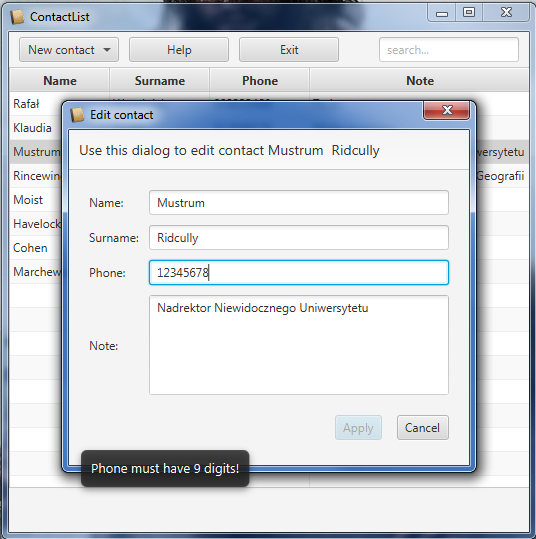 ContactList
New contact Help Exit search...
Name Surname Phone Note
Rafał
Klaudia
Mustrum
Rincewin
Geografii
Moist
Havelock
Cohen
Marchew
Edit contact
Use this dialog to edit contact Mustrum Ridcully
Name: Mustrum
Surname: Ridcully
Phone: 12345678
Note: Nadrektor Niewidocznego Uniwersytetu
Apply Cancel
Phone must have 9 digits!